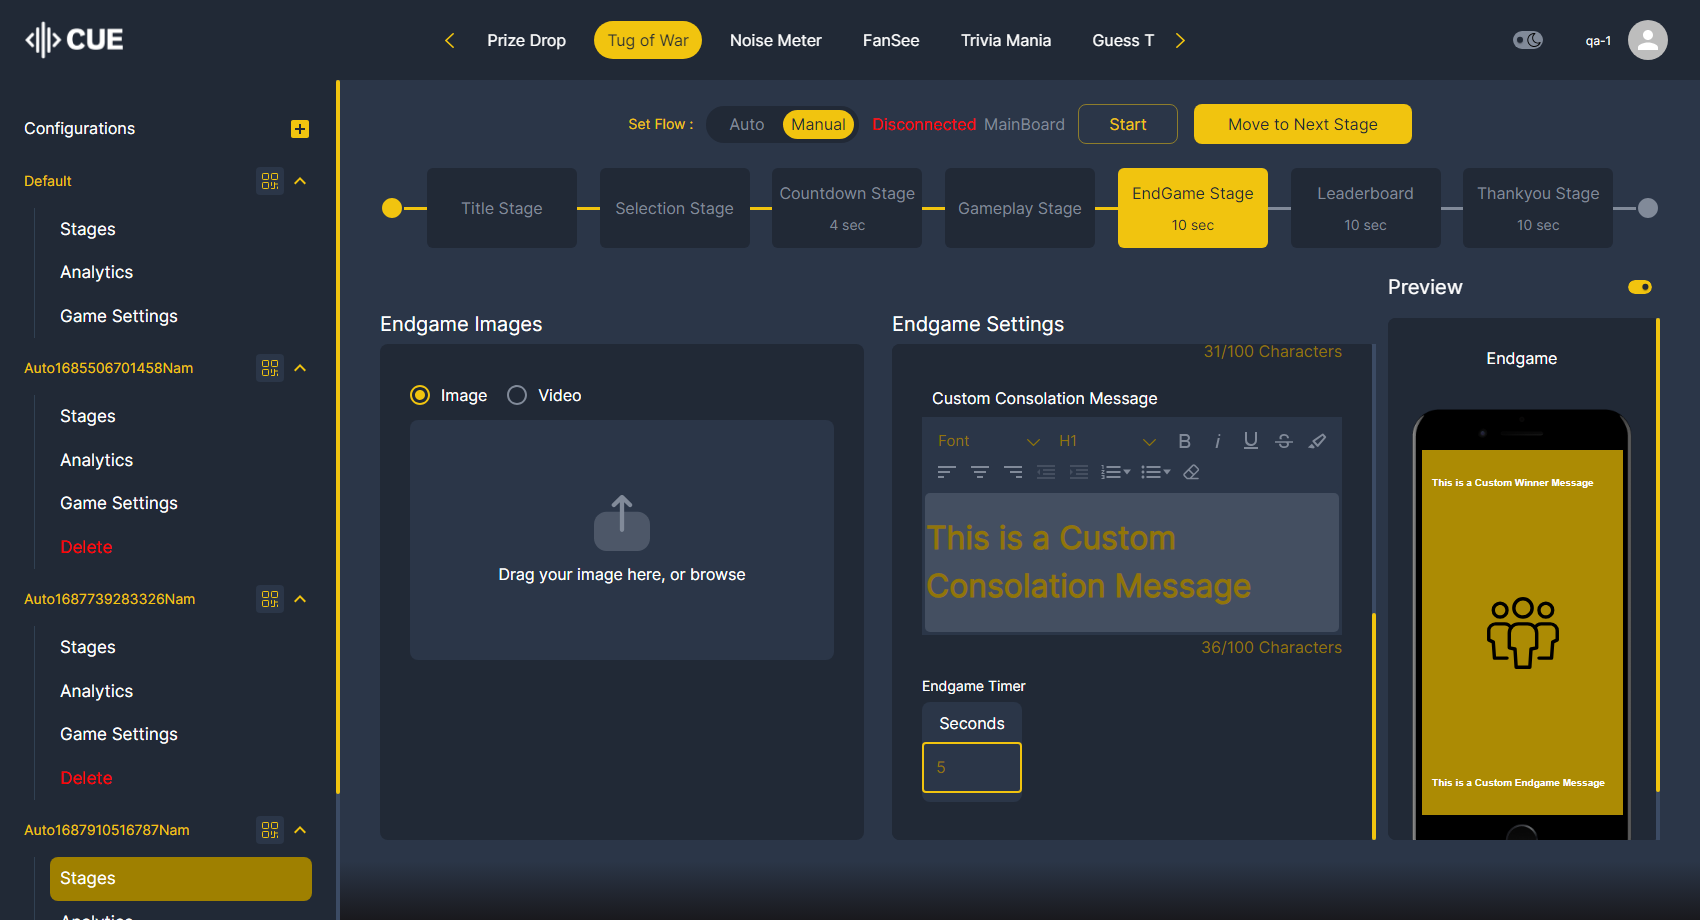 CUE
Prize Drop
Tug of War
Noise Meter
FanSee
Trivia Mania
Guess T
qa-1
Configurations
Default
Stages
Analytics
Game Settings
Auto1685506701458Nam
Stages
Analytics
Game Settings
Delete
Auto1687739283326Nam
Stages
Analytics
Game Settings
Delete
Auto1687910516787Nam
Stages
Analytics
Set Flow :
Auto
Manual
Disconnected MainBoard
Start
Move to Next Stage
Title Stage
Selection Stage
Countdown Stage
4 sec
Gameplay Stage
EndGame Stage
10 sec
Leaderboard
10 sec
Thankyou Stage
10 sec
Endgame Images
Image
Video
Drag your image here, or browse
Endgame Settings
31/100 Characters
Custom Consolation Message
Font
H1
B i U S
This is a Custom
Consolation Message
36/100 Characters
Endgame Timer
Seconds
5
Preview
Endgame
This is a Custom Winner Message
This is a Custom Endgame Message